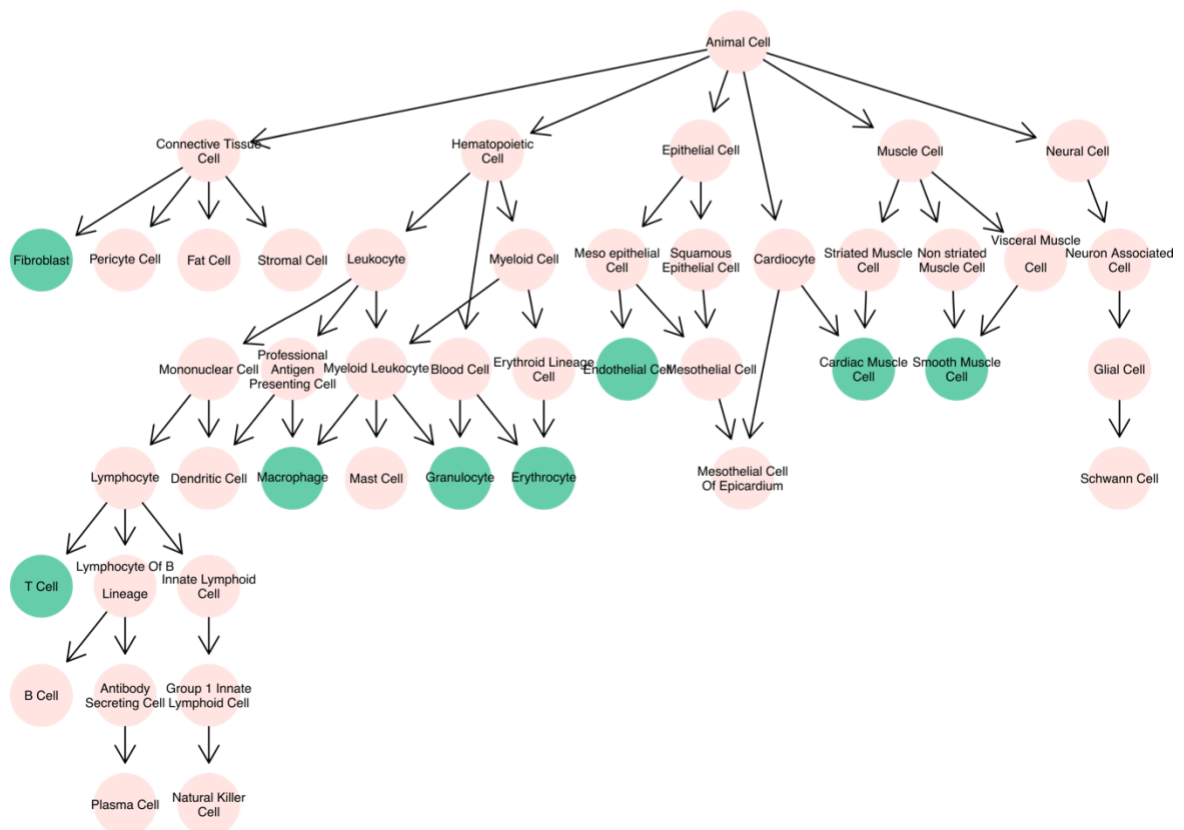 Animal Cell
Connective Tissue
Cell
Hematopoietic
Cell
Epithelial Cell
Muscle Cell
Neural Cell
Fibroblast
Pericyte Cell
Fat Cell
Stromal Cell
Leukocyte
Myeloid Cell
Meso epithelial
Cell
Squamous
Epithelial Cell
Cardiocyte
Striated Muscle
Cell
Non striated
Muscle Cell
Visceral Muscle
Cell
Neuron Associated
Cell
Mononuclear Cell
Professional
Antigen
Presenting Cell
Myeloid Leukocyte
Blood Cell
Erythroid Lineage
Cell
Endothelial Cell
Mesothelial Cell
Cardiac Muscle
Cell
Smooth Muscle
Cell
Glial Cell
Lymphocyte
Dendritic Cell
Macrophage
Mast Cell
Granulocyte
Erythrocyte
Mesothelial Cell
Of Epicardium
Schwann Cell
T Cell
Lymphocyte Of B
Lineage
Innate Lymphoid
Cell
B Cell
Antibody
Secreting Cell
Group 1 Innate
Lymphoid Cell
Plasma Cell
Natural Killer
Cell